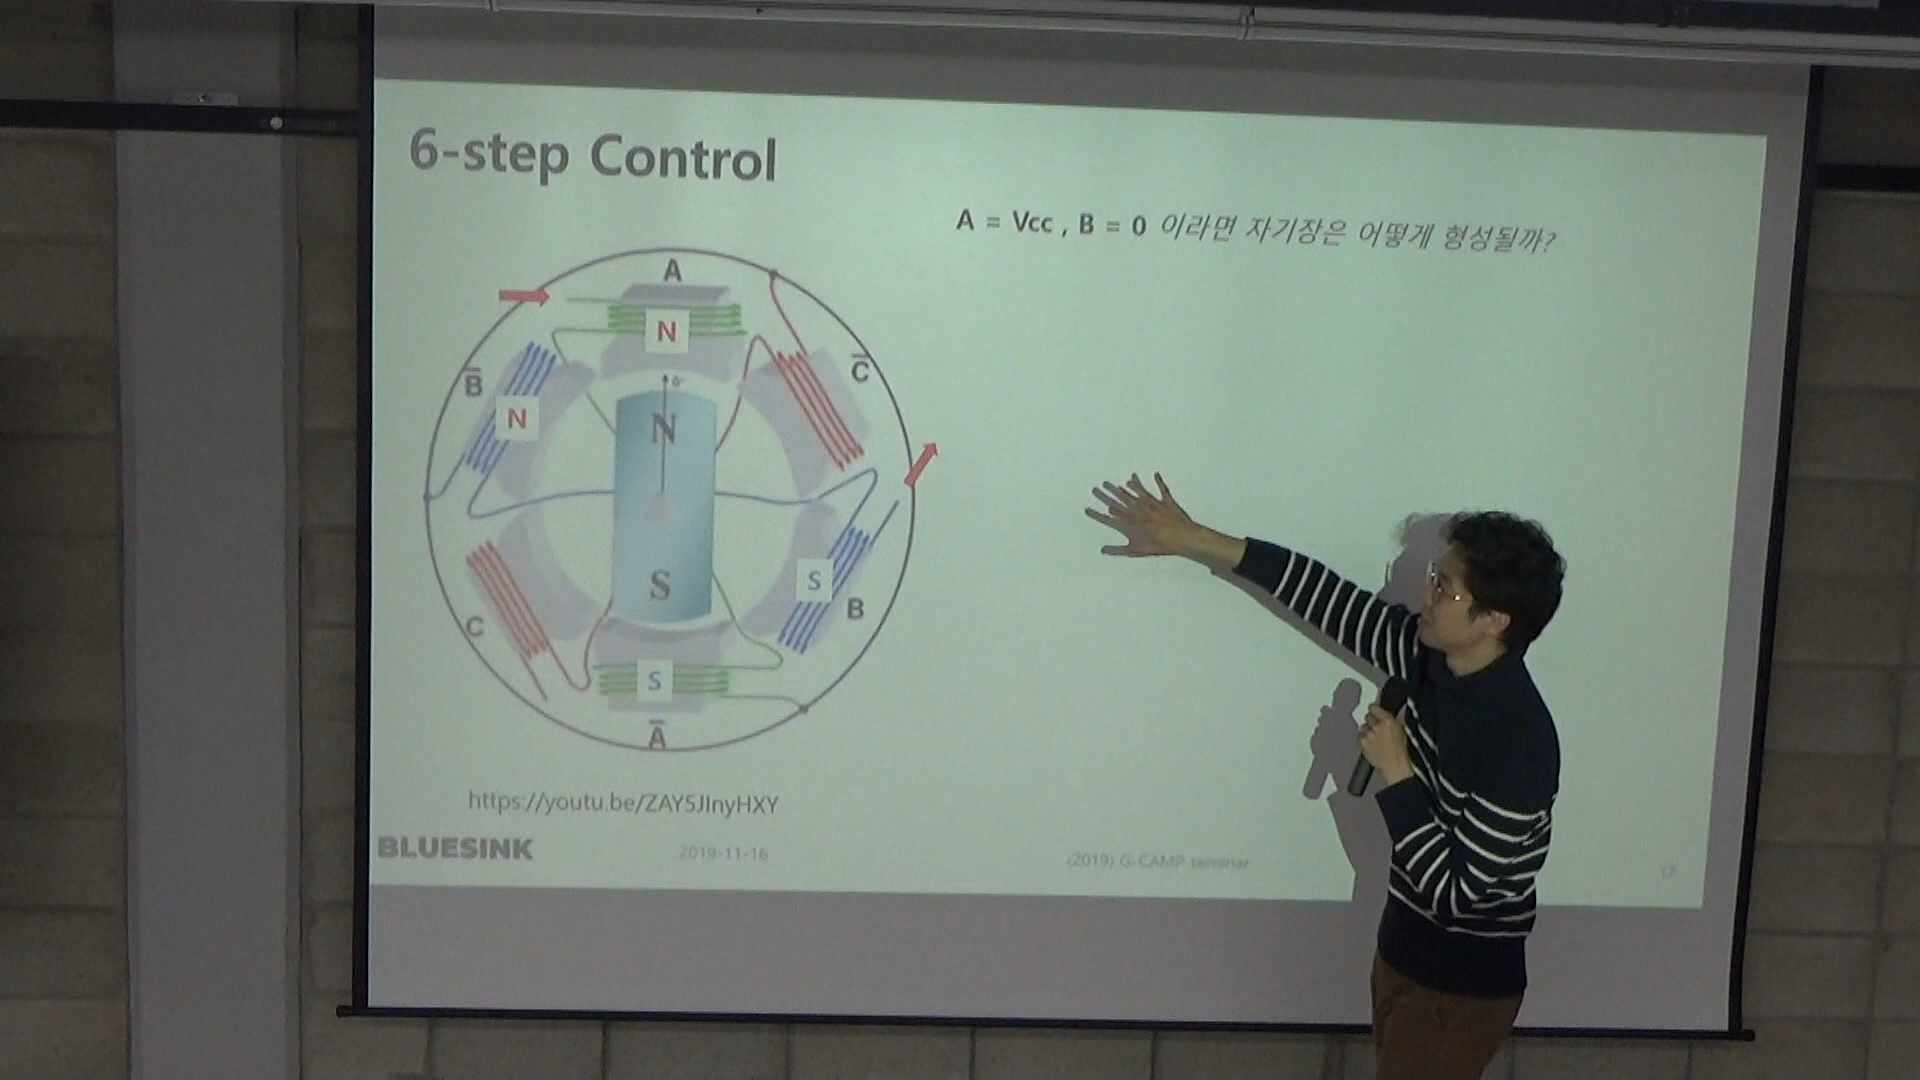 6-step Control
A = Vcc , B = 0 이라면 자기장은 어떻게 형성될까?
A
N
B̅
N
C̅
N
S
S
B
C
S
A̅
https://youtu.be/ZAY5JInyHXY
BLUESINK
2019-11-16
(2019) G-CAMP seminar